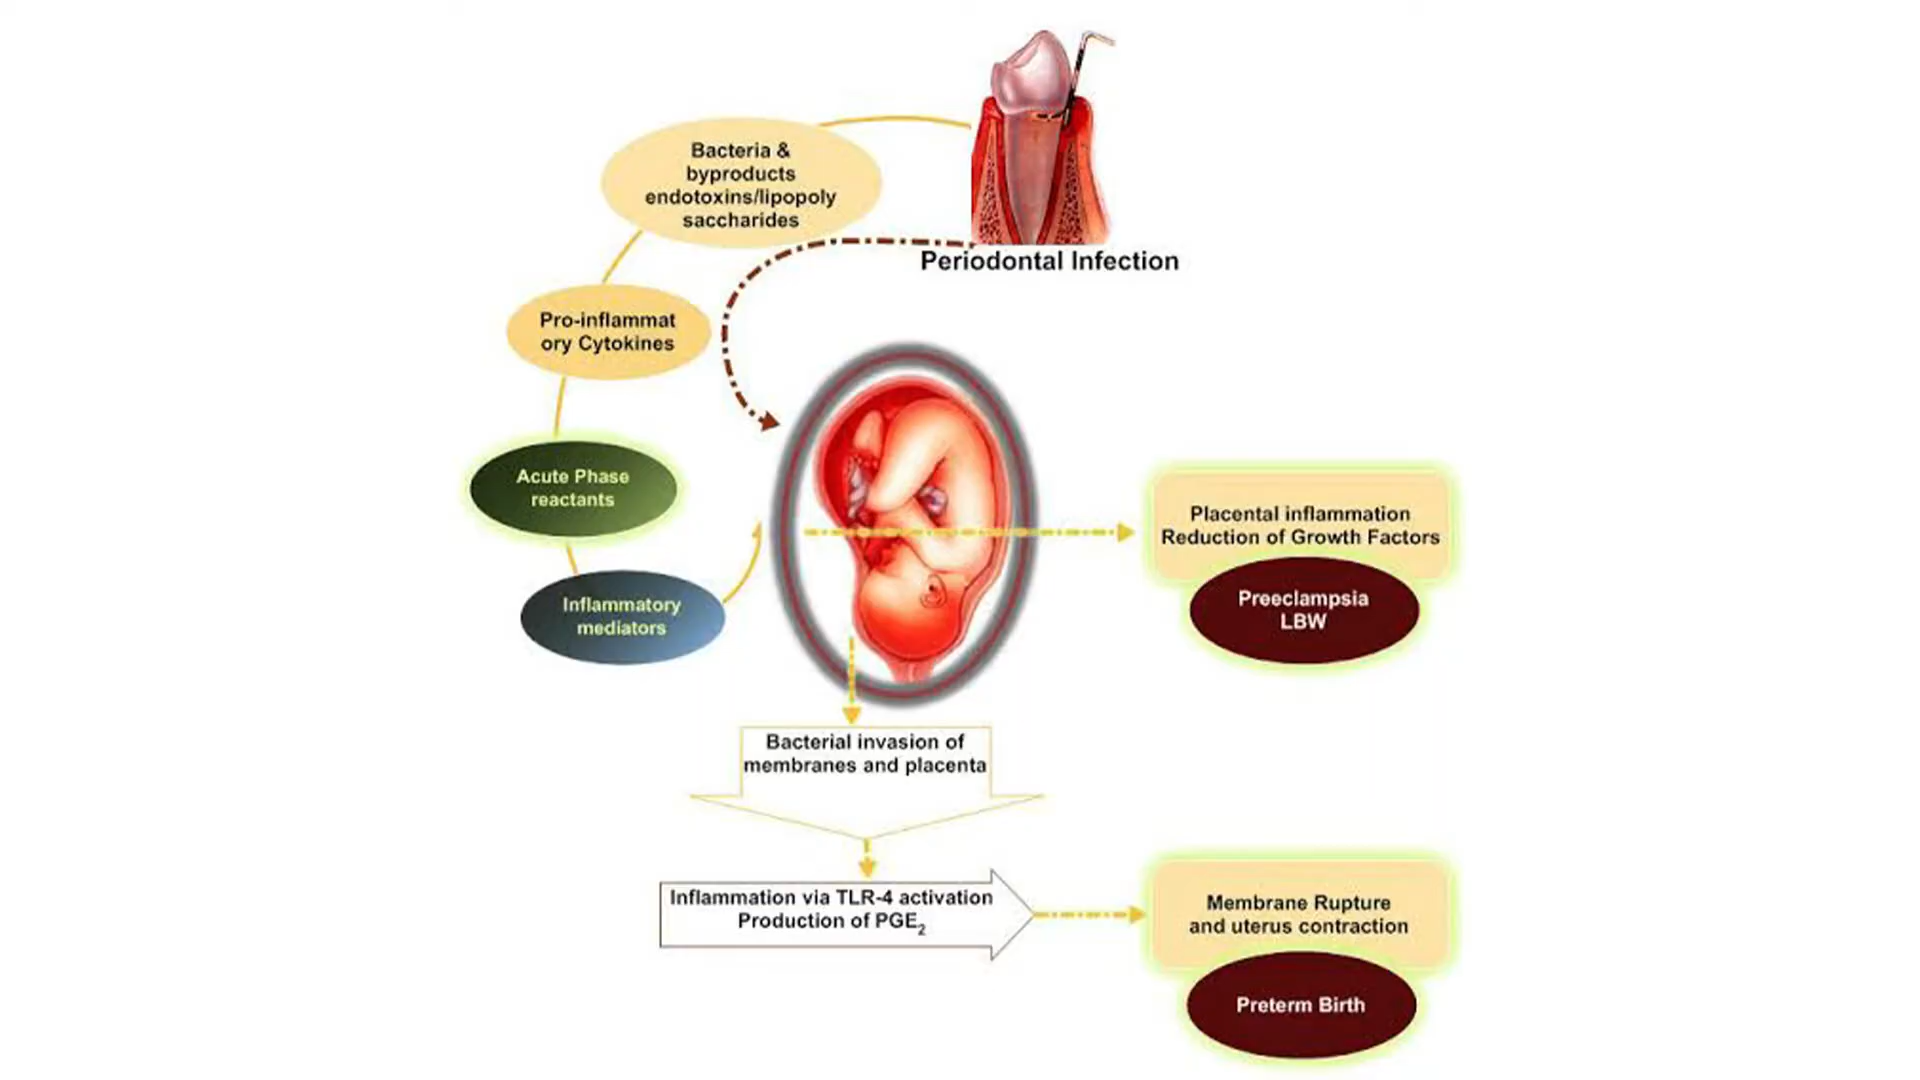 Bacteria &
byproducts
endotoxins/lipopoly
saccharides
Periodontal Infection
Pro-inflammat
ory Cytokines
Acute Phase
reactants
Inflammatory
mediators
Placental inflammation
Reduction of Growth Factors
Preeclampsia
LBW
Bacterial invasion of
membranes and placenta
Inflammation via TLR-4 activation
Production of PGE₂
Membrane Rupture
and uterus contraction
Preterm Birth